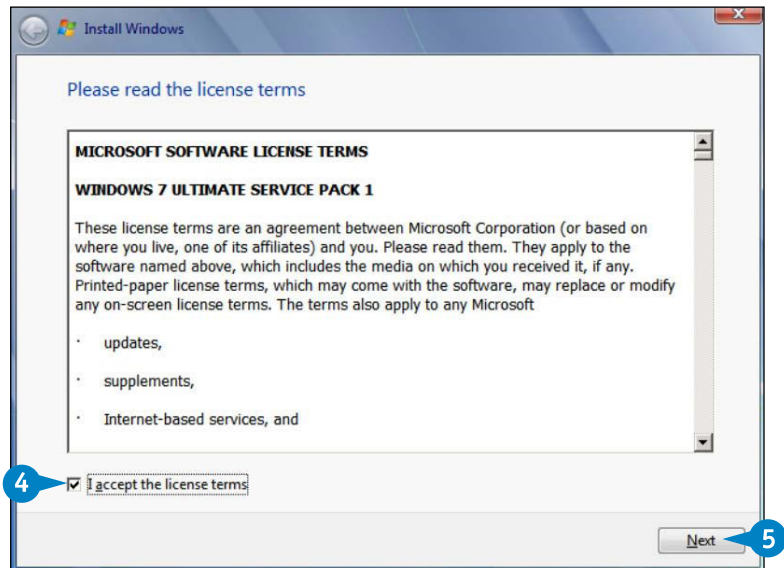 Install Windows
Please read the license terms
MICROSOFT SOFTWARE LICENSE TERMS
WINDOWS 7 ULTIMATE SERVICE PACK 1
These license terms are an agreement between Microsoft Corporation (or based on
where you live, one of its affiliates) and you. Please read them. They apply to the
software named above, which includes the media on which you received it, if any.
Printed-paper license terms, which may come with the software, may replace or modify
any on-screen license terms. The terms also apply to any Microsoft
· updates,
· supplements,
· Internet-based services, and
4 I accept the license terms
Next 5